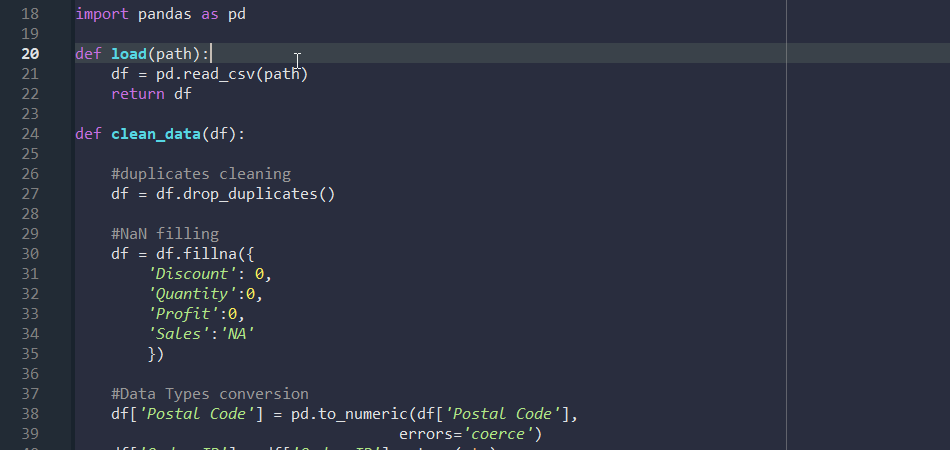 18 import pandas as pd
19
20 def load(path):
21     df = pd.read_csv(path)
22     return df
23
24 def clean_data(df):
25
26     #duplicates cleaning
27     df = df.drop_duplicates()
28
29     #NaN filling
30     df = df.fillna({
31         'Discount': 0,
32         'Quantity':0,
33         'Profit':0,
34         'Sales':'NA'
35         })
36
37     #Data Types conversion
38     df['Postal Code'] = pd.to_numeric(df['Postal Code'],
39                                     errors='coerce')